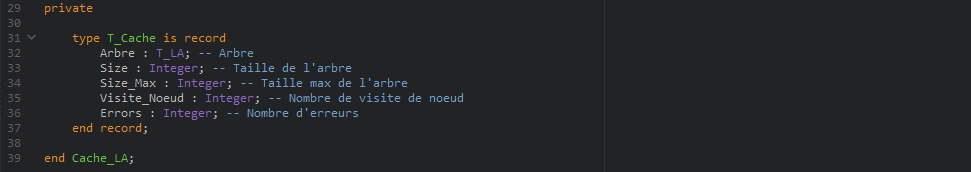 29 private
30
31 type T_Cache is record
32 Arbre : T_LA; -- Arbre
33 Size : Integer; -- Taille de l'arbre
34 Size_Max : Integer; -- Taille max de l'arbre
35 Visite_Noeud : Integer; -- Nombre de visite de noeud
36 Errors : Integer; -- Nombre d'erreurs
37 end record;
38
39 end Cache_LA;